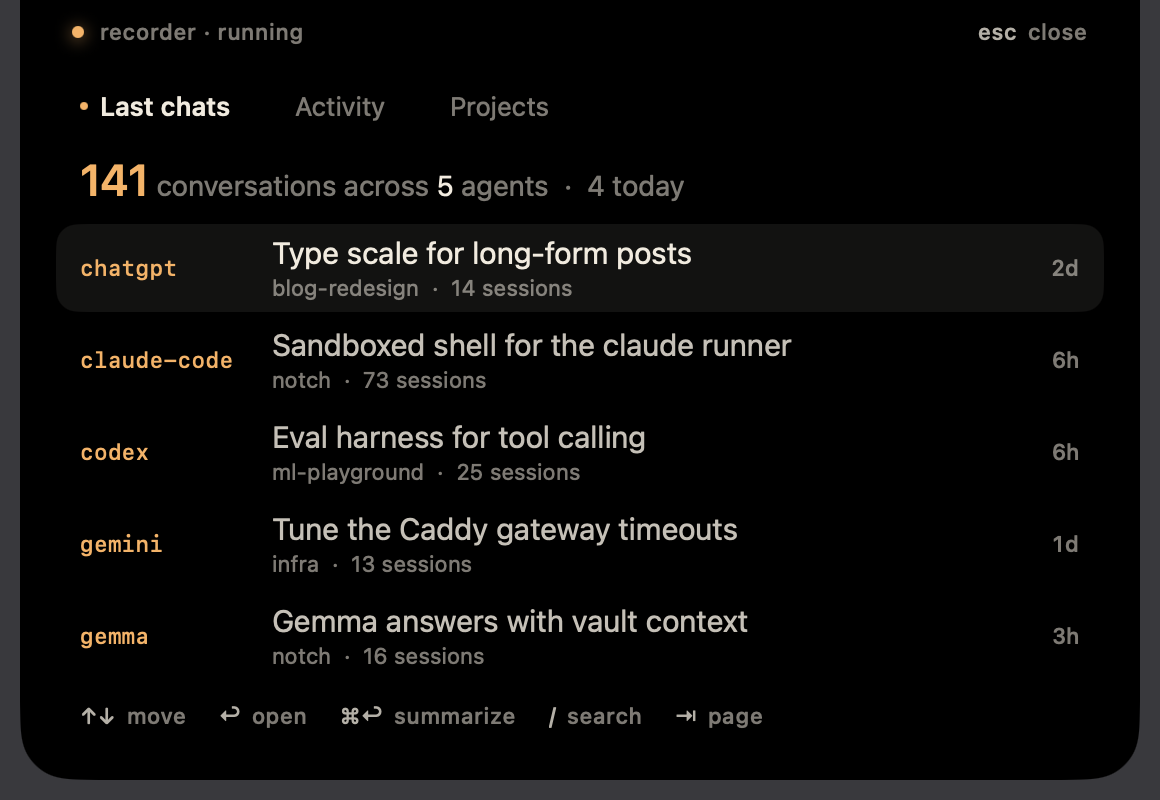 recorder · running esc close
Last chats Activity Projects
141 conversations across 5 agents · 4 today
chatgpt Type scale for long-form posts 2d
blog-redesign · 14 sessions
claude-code Sandboxed shell for the claude runner 6h
notch · 73 sessions
codex Eval harness for tool calling 6h
ml-playground · 25 sessions
gemini Tune the Caddy gateway timeouts 1d
infra · 13 sessions
gemma Gemma answers with vault context 3h
notch · 16 sessions
↑↓ move ↩ open ⌘↩ summarize / search ⇥ page